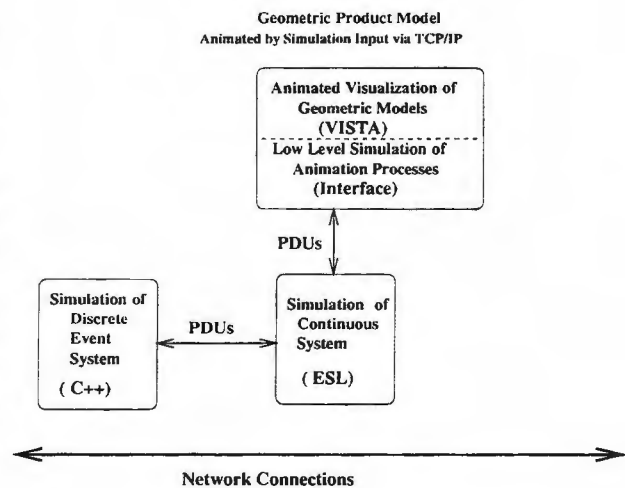 Geometric Product Model
Animated by Simulation Input via TCP/IP
Animated Visualization of
Geometric Models
(VISTA)
Low Level Simulation of
Animation Processes
(Interface)
PDUs
Simulation of
Discrete
Event
System
( C++)
PDUs
Simulation of
Continuous
System
( ESL)
Network Connections